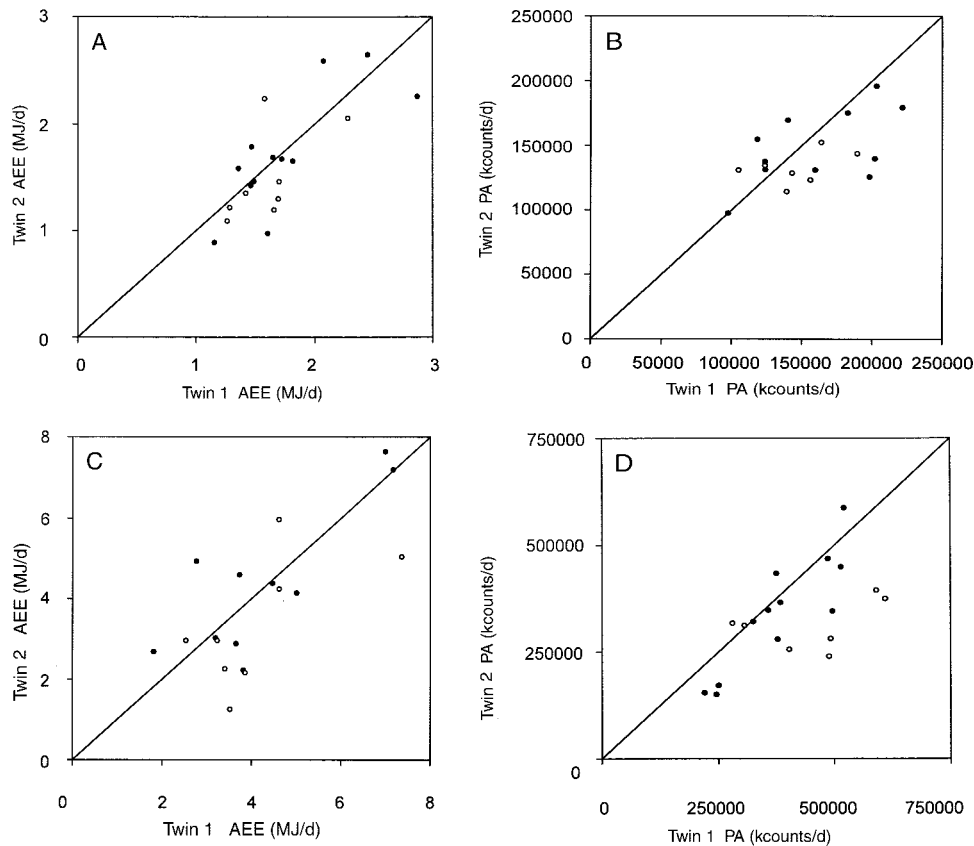 A
3
2
1
0
Twin 2 AEE (MJ/d)
0 1 2 3
Twin 1 AEE (MJ/d)
B
250000
200000
150000
100000
50000
0
Twin 2 PA (kcounts/d)
0 50000 100000 150000 200000 250000
Twin 1 PA (kcounts/d)
C
8
6
4
2
0
Twin 2 AEE (MJ/d)
0 2 4 6 8
Twin 1 AEE (MJ/d)
D
750000
500000
250000
0
Twin 2 PA (kcounts/d)
0 250000 500000 750000
Twin 1 PA (kcounts/d)